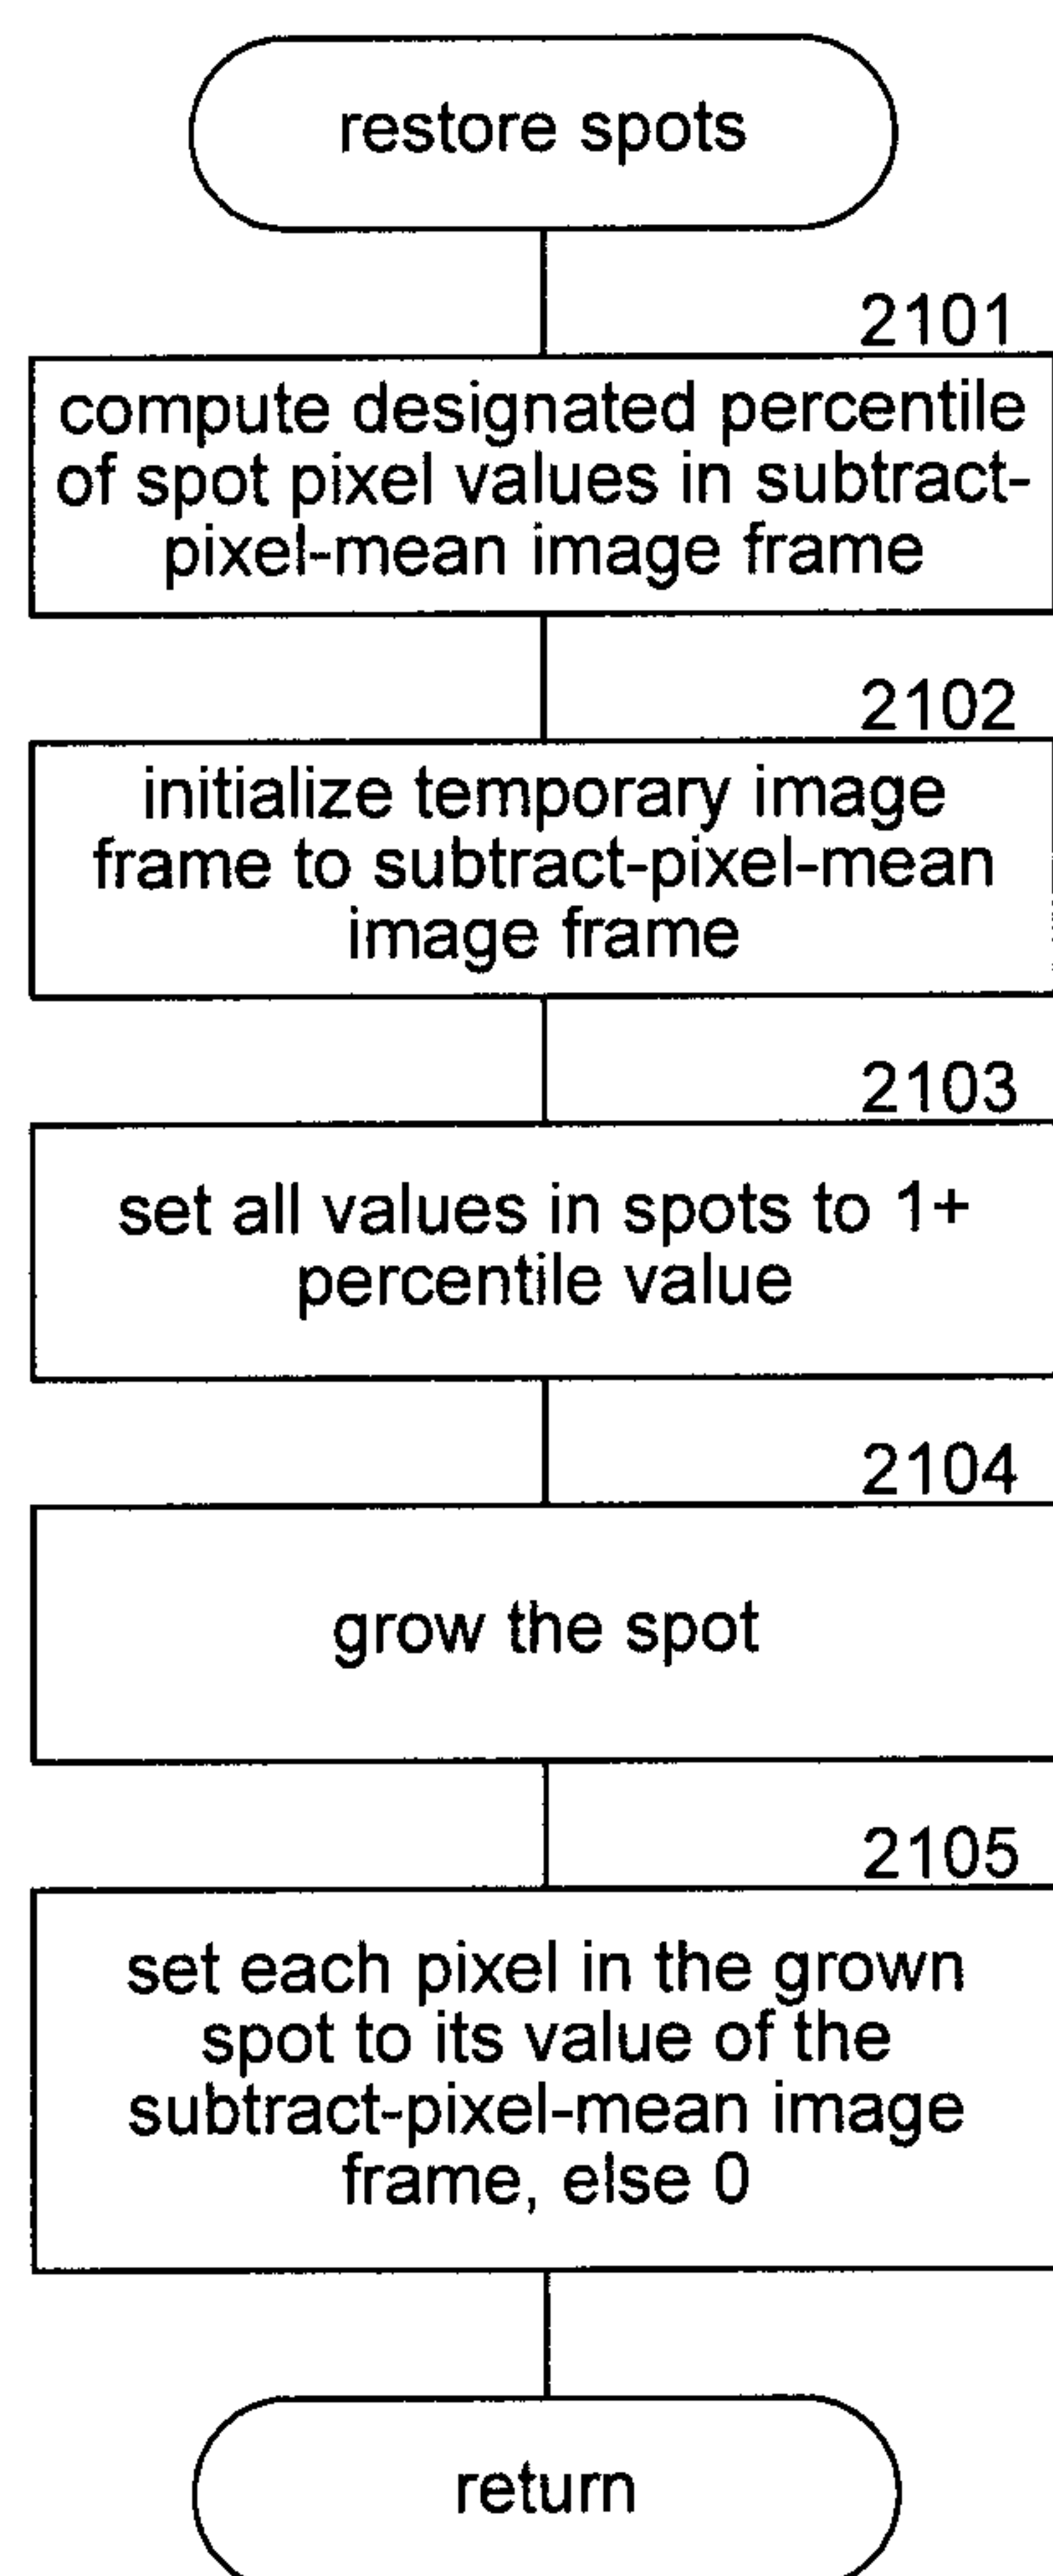 restore spots
2101
compute designated percentile
of spot pixel values in subtract-
pixel-mean image frame
2102
initialize temporary image
frame to subtract-pixel-mean
image frame
2103
set all values in spots to 1+
percentile value
2104
grow the spot
2105
set each pixel in the grown
spot to its value of the
subtract-pixel-mean image
frame, else 0
return